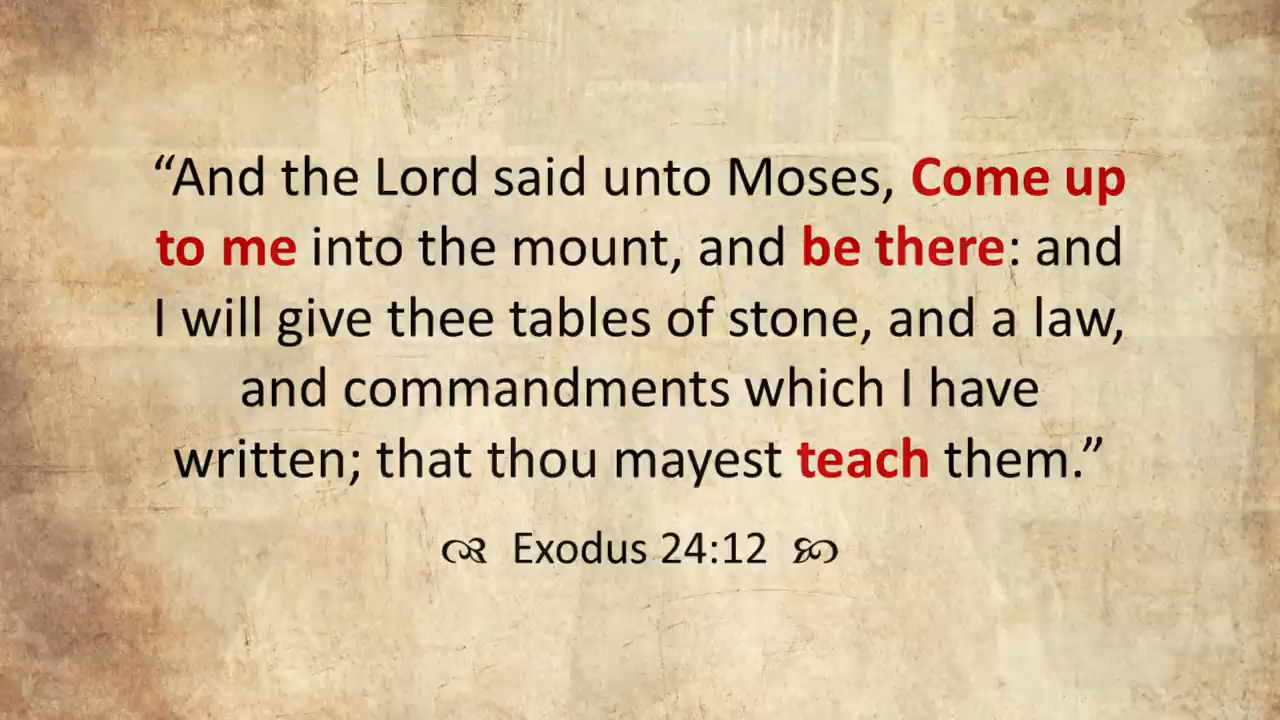 “And the Lord said unto Moses, Come up
to me into the mount, and be there: and
I will give thee tables of stone, and a law,
and commandments which I have
written; that thou mayest teach them.”
Exodus 24:12